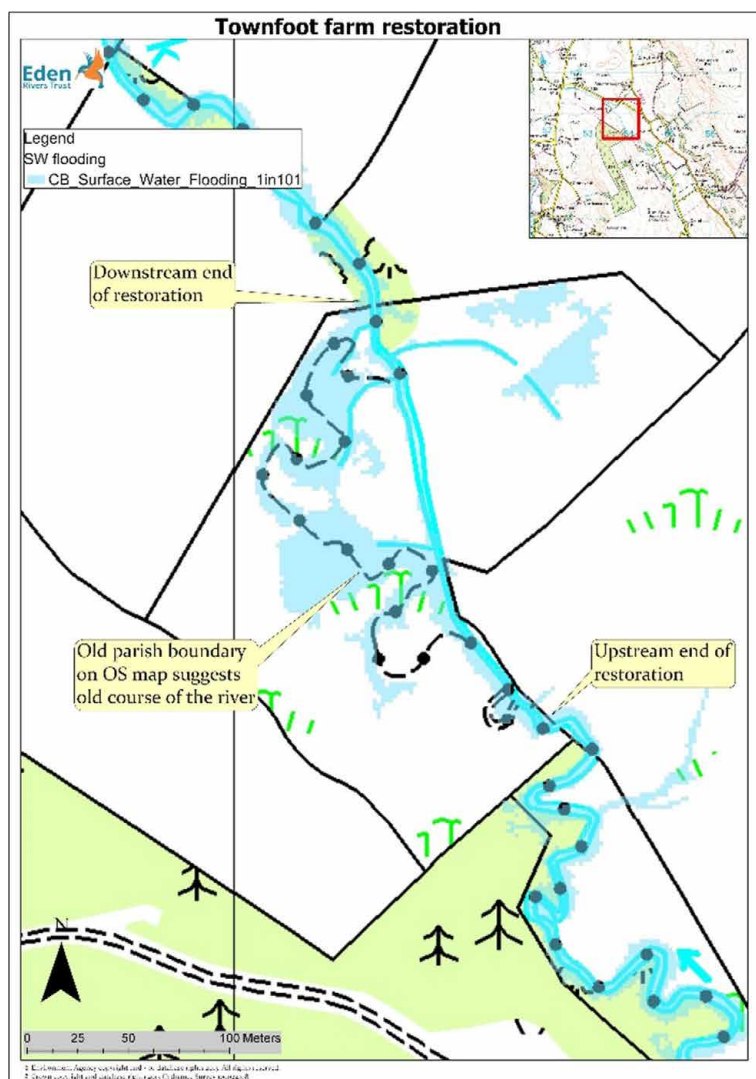 Townfoot farm restoration
Eden
Rivers Trust
Legend
SW flooding
CB_Surface_Water_Flooding_1in101
Downstream end
of restoration
Old parish boundary
on OS map suggests
old course of the river
Upstream end of
restoration
N
0 25 50 100 Meters